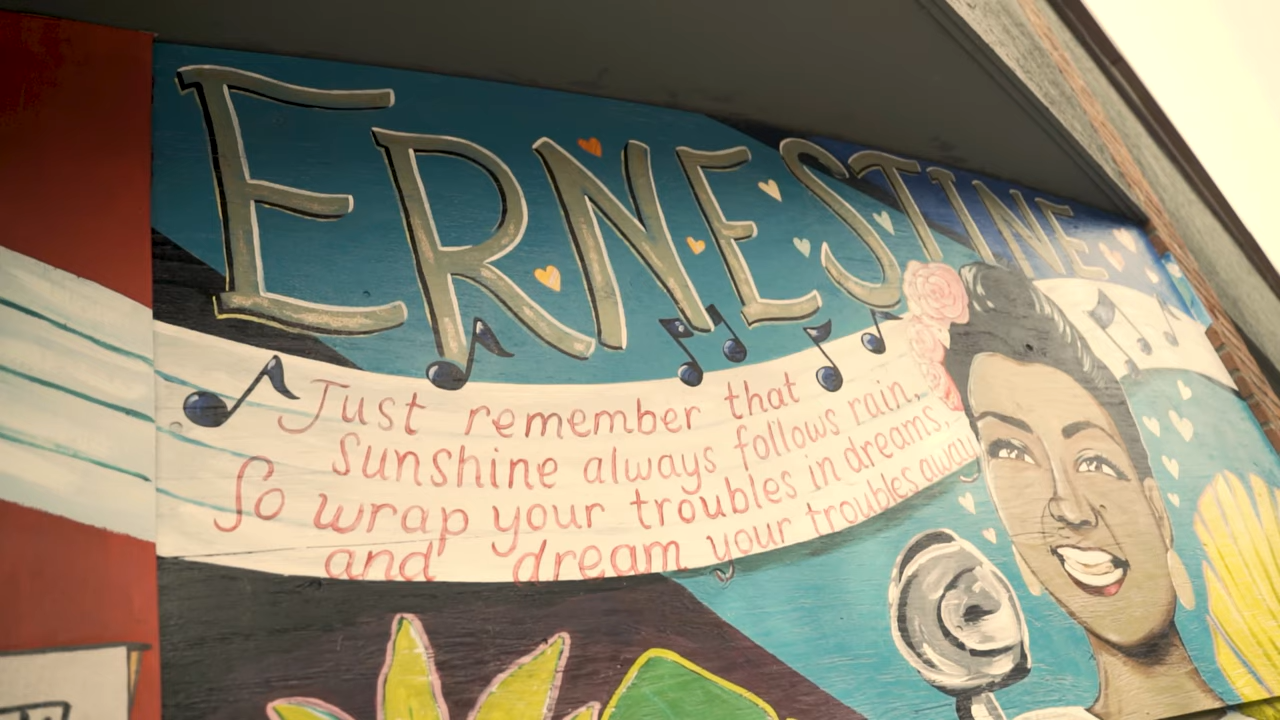 ERNESTINE
Just remember that
Sunshine always follows rain,
So wrap your troubles in dreams,
and dream your troubles away